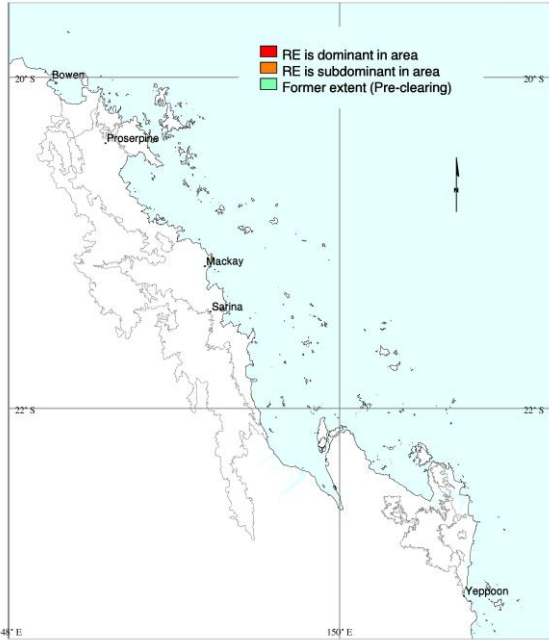 RE is dominant in area
RE is subdominant in area
Former extent (Pre-clearing)
20° S
20° S
Bowen
Proserpine
N
Mackay
Sarina
22° S
22° S
Yeppoon
48° E
150° E